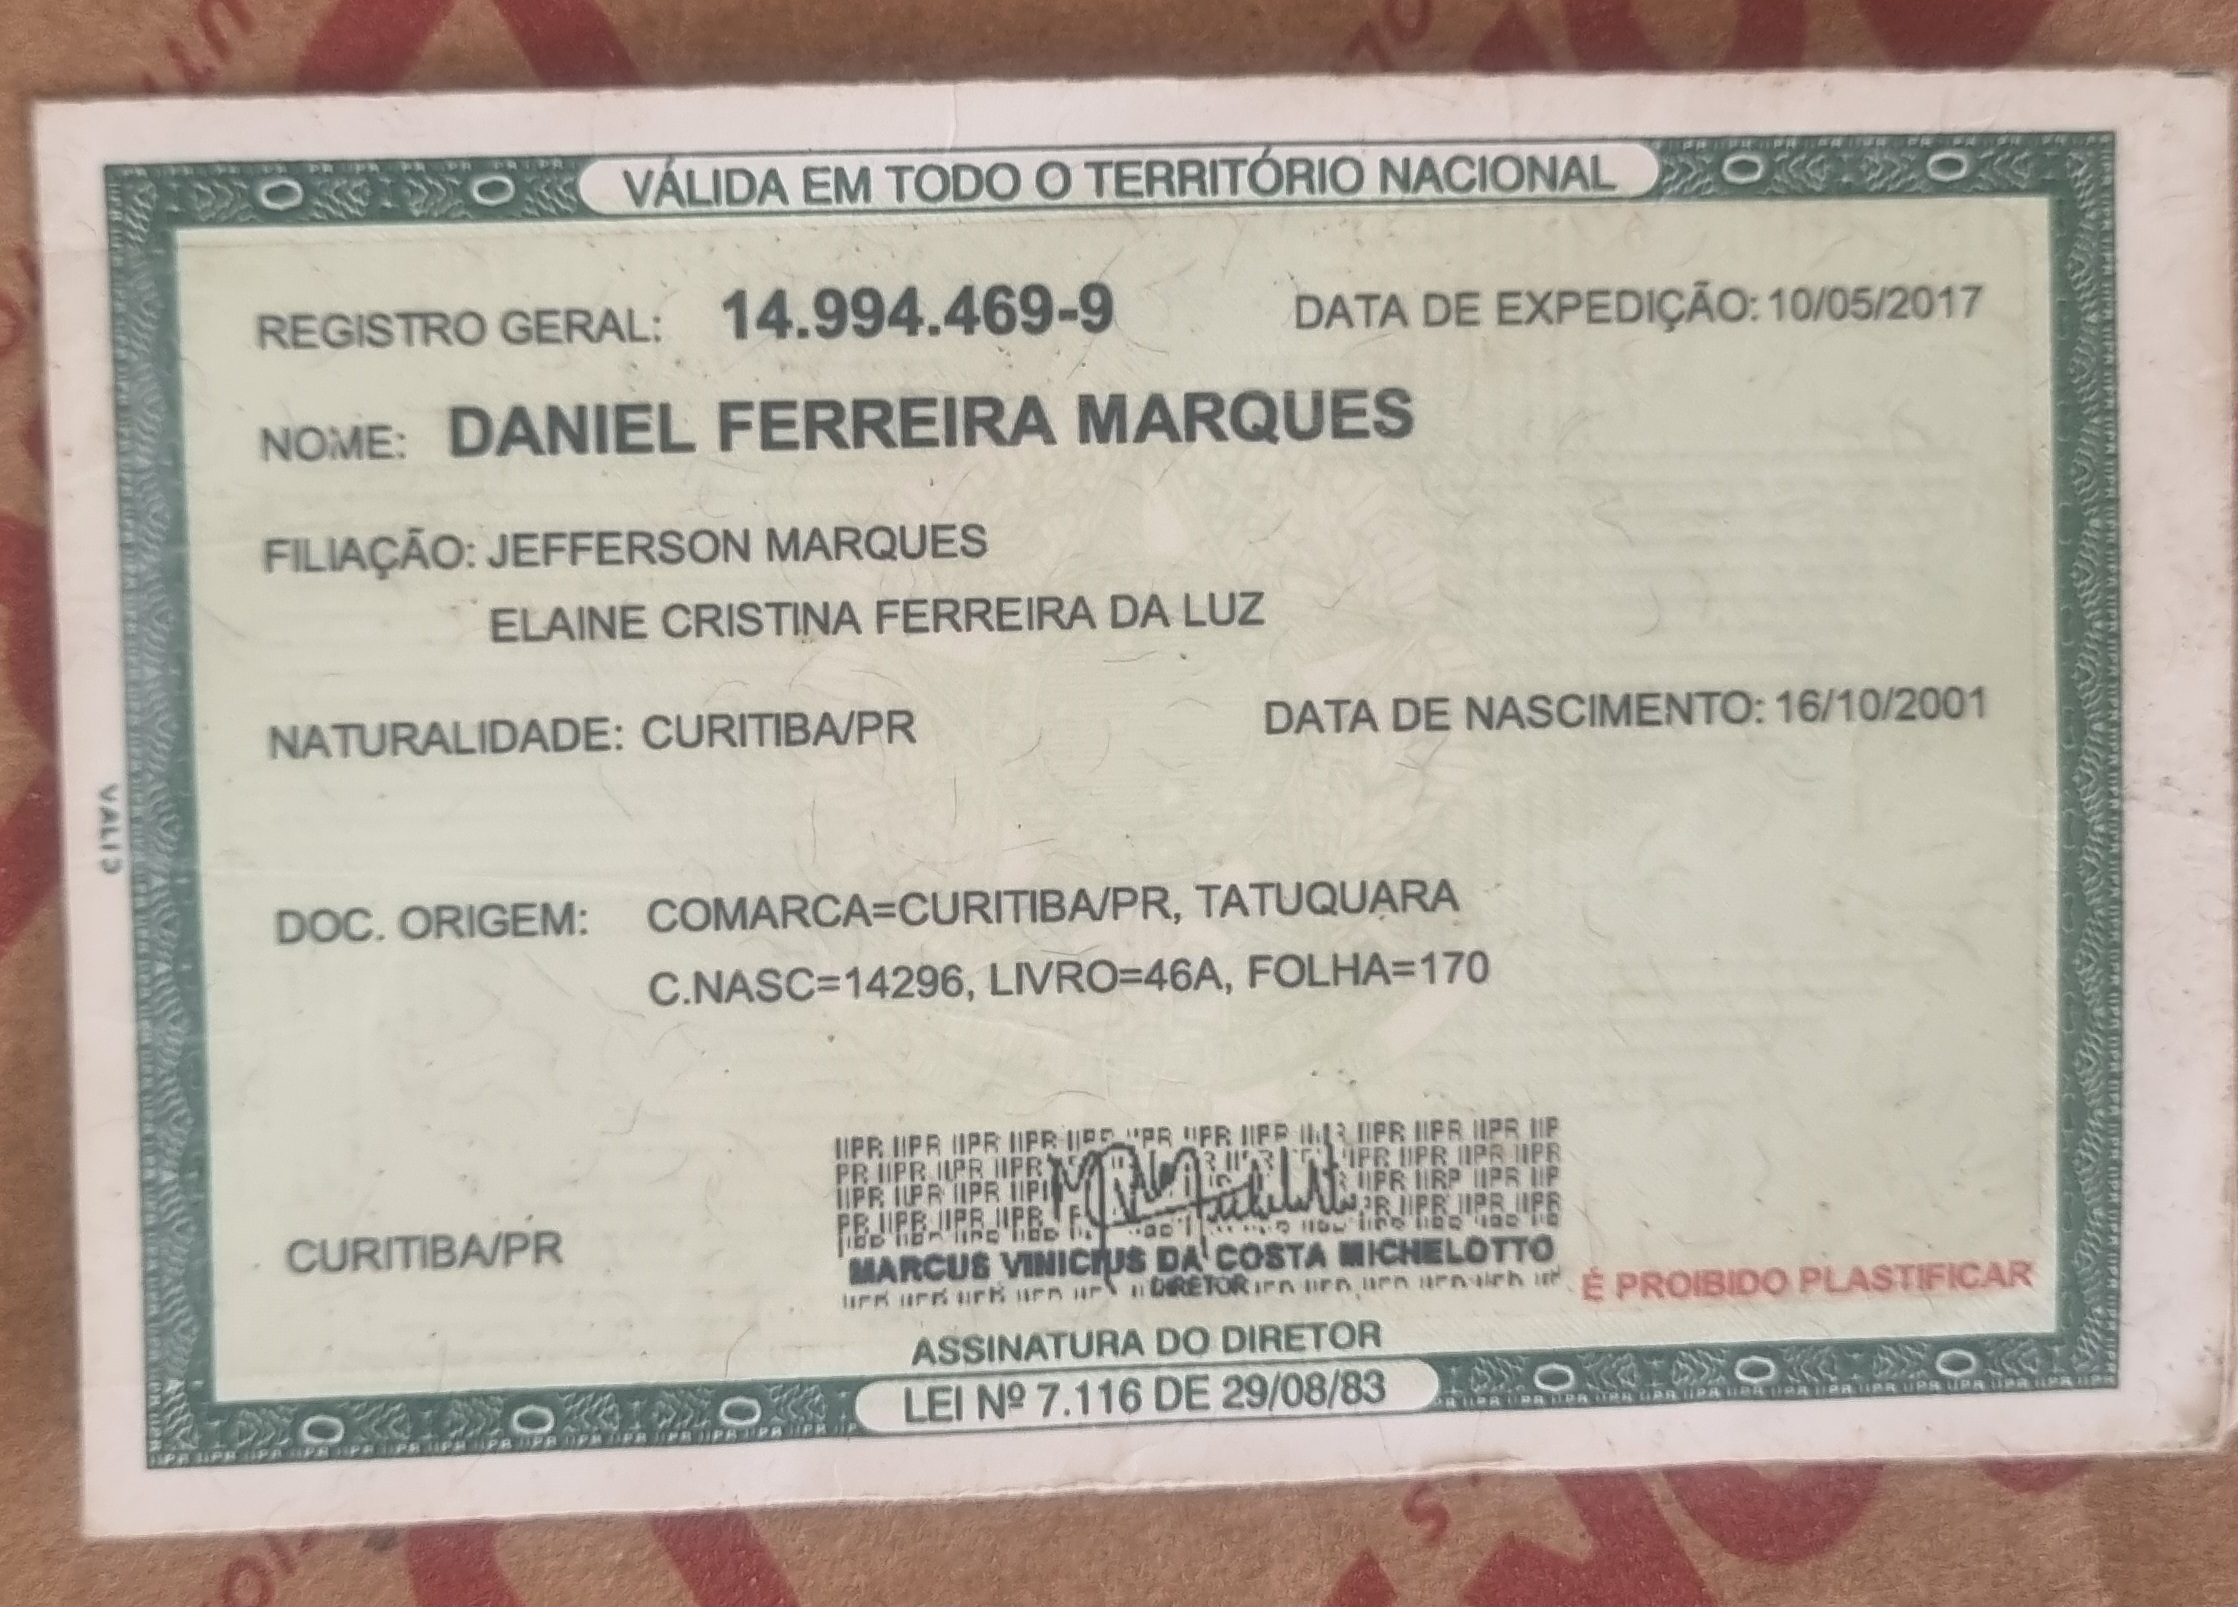 VÁLIDA EM TODO O TERRITÓRIO NACIONAL
REGISTRO GERAL: 14.994.469-9 DATA DE EXPEDIÇÃO: 10/05/2017
NOME: DANIEL FERREIRA MARQUES
FILIAÇÃO: JEFFERSON MARQUES
ELAINE CRISTINA FERREIRA DA LUZ
NATURALIDADE: CURITIBA/PR DATA DE NASCIMENTO: 16/10/2001
VALID
DOC. ORIGEM: COMARCA=CURITIBA/PR, TATUQUARA
C.NASC=14296, LIVRO=46A, FOLHA=170
CURITIBA/PR
MARCUS VINICIUS DA COSTA MICHELOTTO
DIRETOR
É PROIBIDO PLASTIFICAR
ASSINATURA DO DIRETOR
LEI Nº 7.116 DE 29/08/83